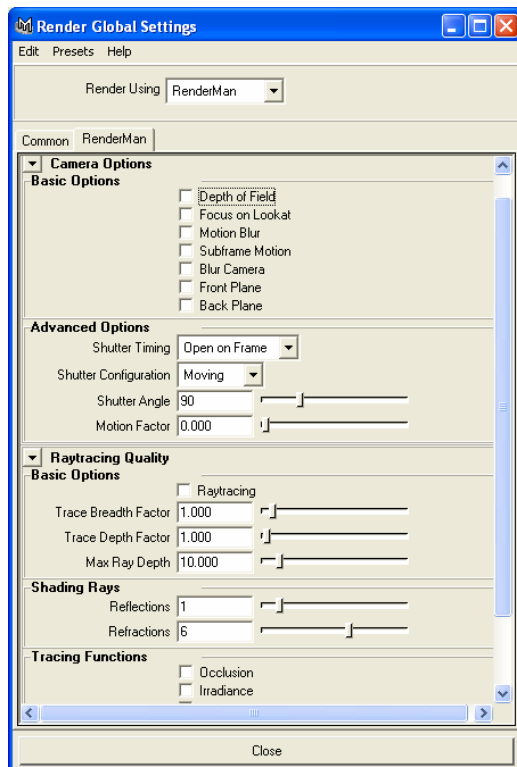 Render Global Settings
Edit Presets Help
Render Using RenderMan
Common RenderMan
Camera Options
Basic Options
Depth of Field
Focus on Lookat
Motion Blur
Subframe Motion
Blur Camera
Front Plane
Back Plane
Advanced Options
Shutter Timing Open on Frame
Shutter Configuration Moving
Shutter Angle 90
Motion Factor 0.000
Raytracing Quality
Basic Options
Raytracing
Trace Breadth Factor 1.000
Trace Depth Factor 1.000
Max Ray Depth 10.000
Shading Rays
Reflections 1
Refractions 6
Tracing Functions
Occlusion
Irradiance
Close